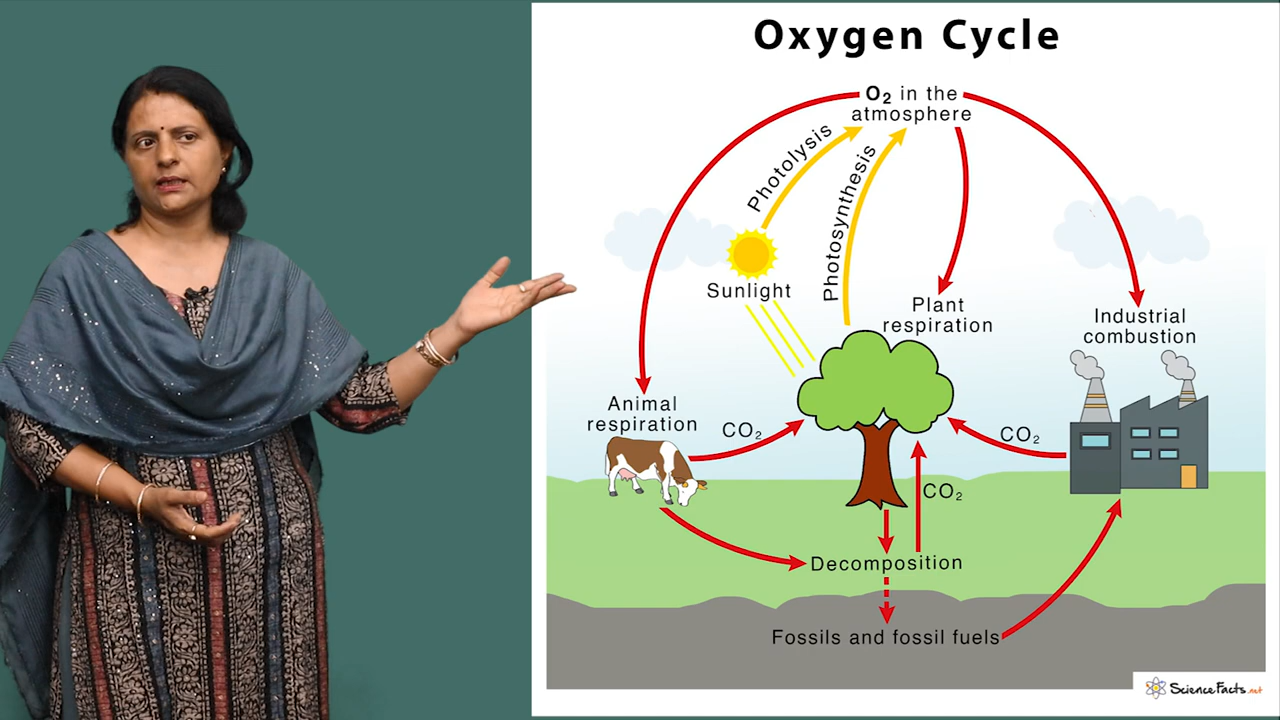 Oxygen Cycle
O₂ in the
atmosphere
Photolysis
Photosynthesis
Sunlight
Plant
respiration
Industrial
combustion
Animal
respiration
CO₂
CO₂
CO₂
Decomposition
Fossils and fossil fuels
ScienceFacts.net